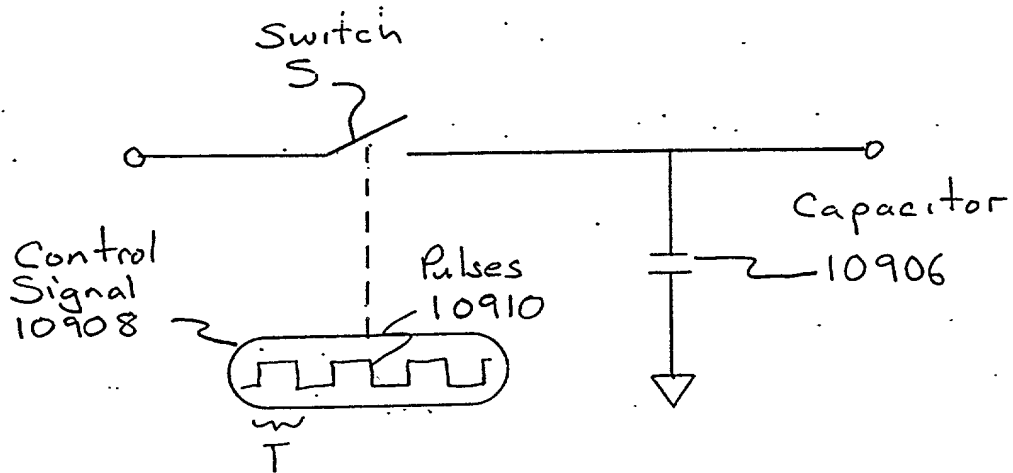 Switch
S
Capacitor
10906
Control
Signal
10908
Pulses
10910
T